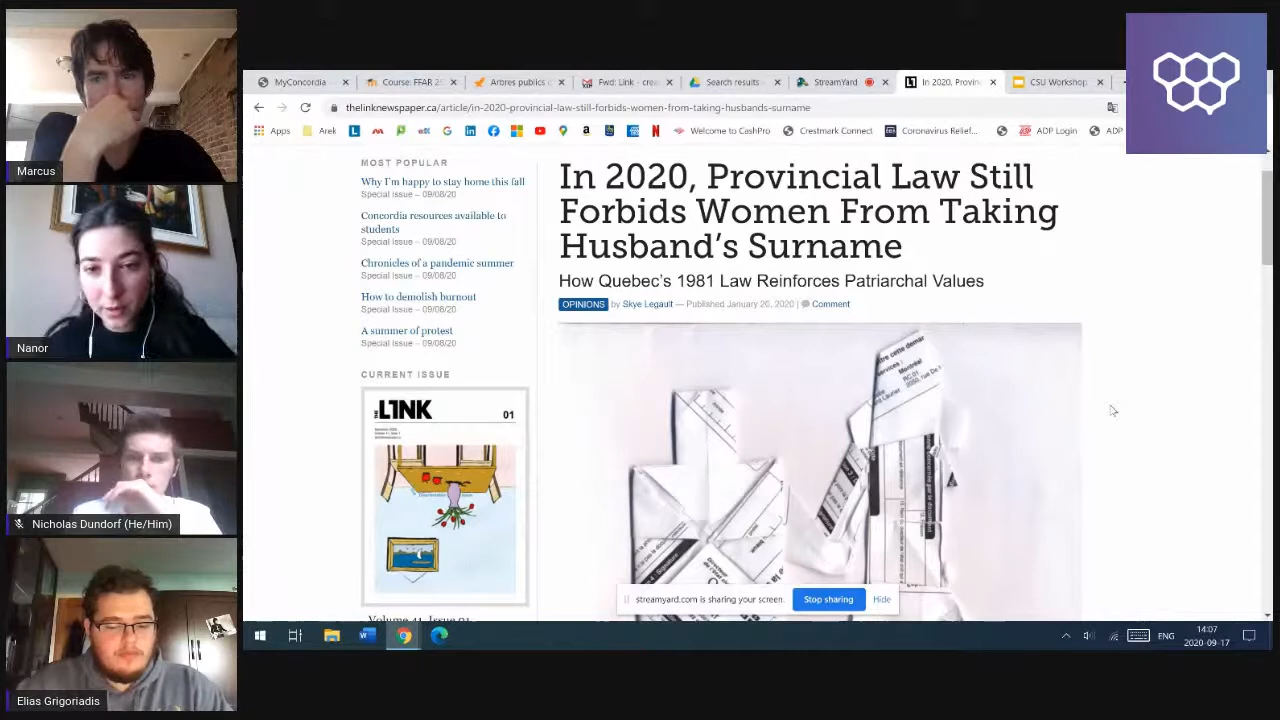 Marcus
Nanor
Nicholas Dundorf (He/Him)
Elias Grigoriadis
MyConcordia
Course: FFAR 25
Arbres publics c
Fwd: Link - crea
Search results -
StreamYard
In 2020, Provin
CSU Workshop
thelinknewspaper.ca/article/in-2020-provincial-law-still-forbids-women-from-taking-husbands-surname
Apps
Arek
Welcome to CashPro
Crestmark Connect
Coronavirus Relief...
ADP Login
ADP
MOST POPULAR
Why I'm happy to stay home this fall
Special Issue – 09/08/20
Concordia resources available to
students
Special Issue – 09/08/20
Chronicles of a pandemic summer
Special Issue – 09/08/20
How to demolish burnout
Special Issue – 09/08/20
A summer of protest
Special Issue – 09/08/20
CURRENT ISSUE
THE LINK
01
Volume 41, Issue 01
In 2020, Provincial Law Still
Forbids Women From Taking
Husband's Surname
How Quebec's 1981 Law Reinforces Patriarchal Values
OPINIONS by Skye Legault — Published January 26, 2020 | Comment
Montréal
streamyard.com is sharing your screen.
Stop sharing
Hide
ENG
14:07
2020-09-17